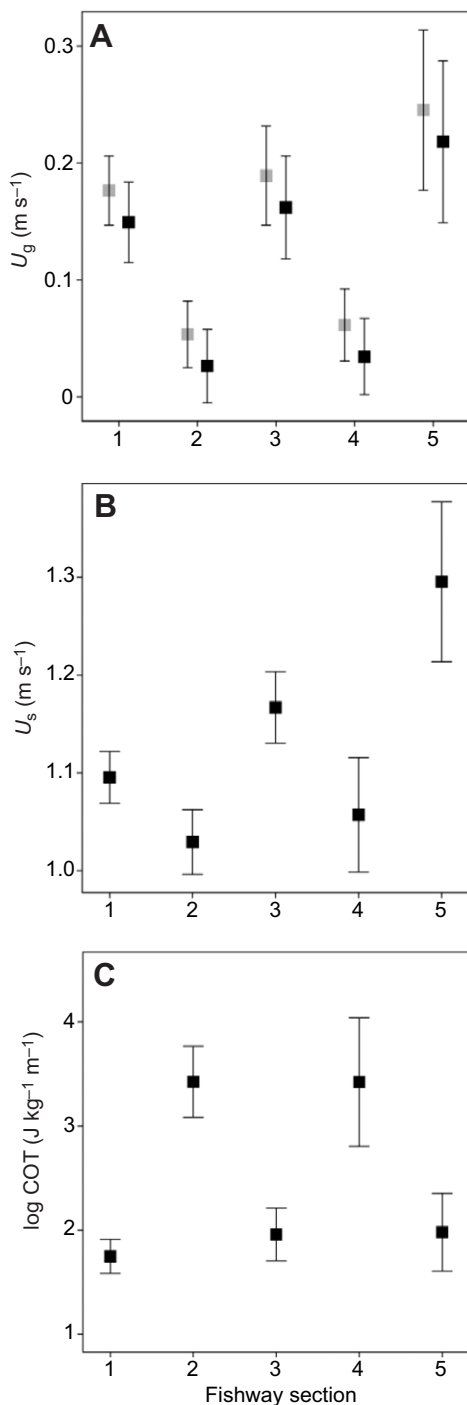 A
0.3
0.2
0.1
0
U_g (m s⁻¹)
1 2 3 4 5
B
1.3
1.2
1.1
1.0
U_s (m s⁻¹)
1 2 3 4 5
C
4
3
2
1
log COT (J kg⁻¹ m⁻¹)
1 2 3 4 5
Fishway section